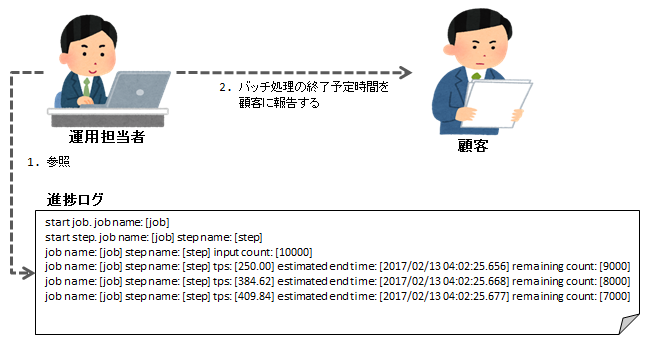 2. バッチ処理の終了予定時間を
顧客に報告する
運用担当者
顧客
1. 参照
進捗ログ
start job. job name: [job]
start step. job name: [job] step name: [step]
job name: [job] step name: [step] input count: [10000]
job name: [job] step name: [step] tps: [250.00] estimated end time: [2017/02/13 04:02:25.656] remaining count: [9000]
job name: [job] step name: [step] tps: [384.62] estimated end time: [2017/02/13 04:02:25.668] remaining count: [8000]
job name: [job] step name: [step] tps: [409.84] estimated end time: [2017/02/13 04:02:25.677] remaining count: [7000]